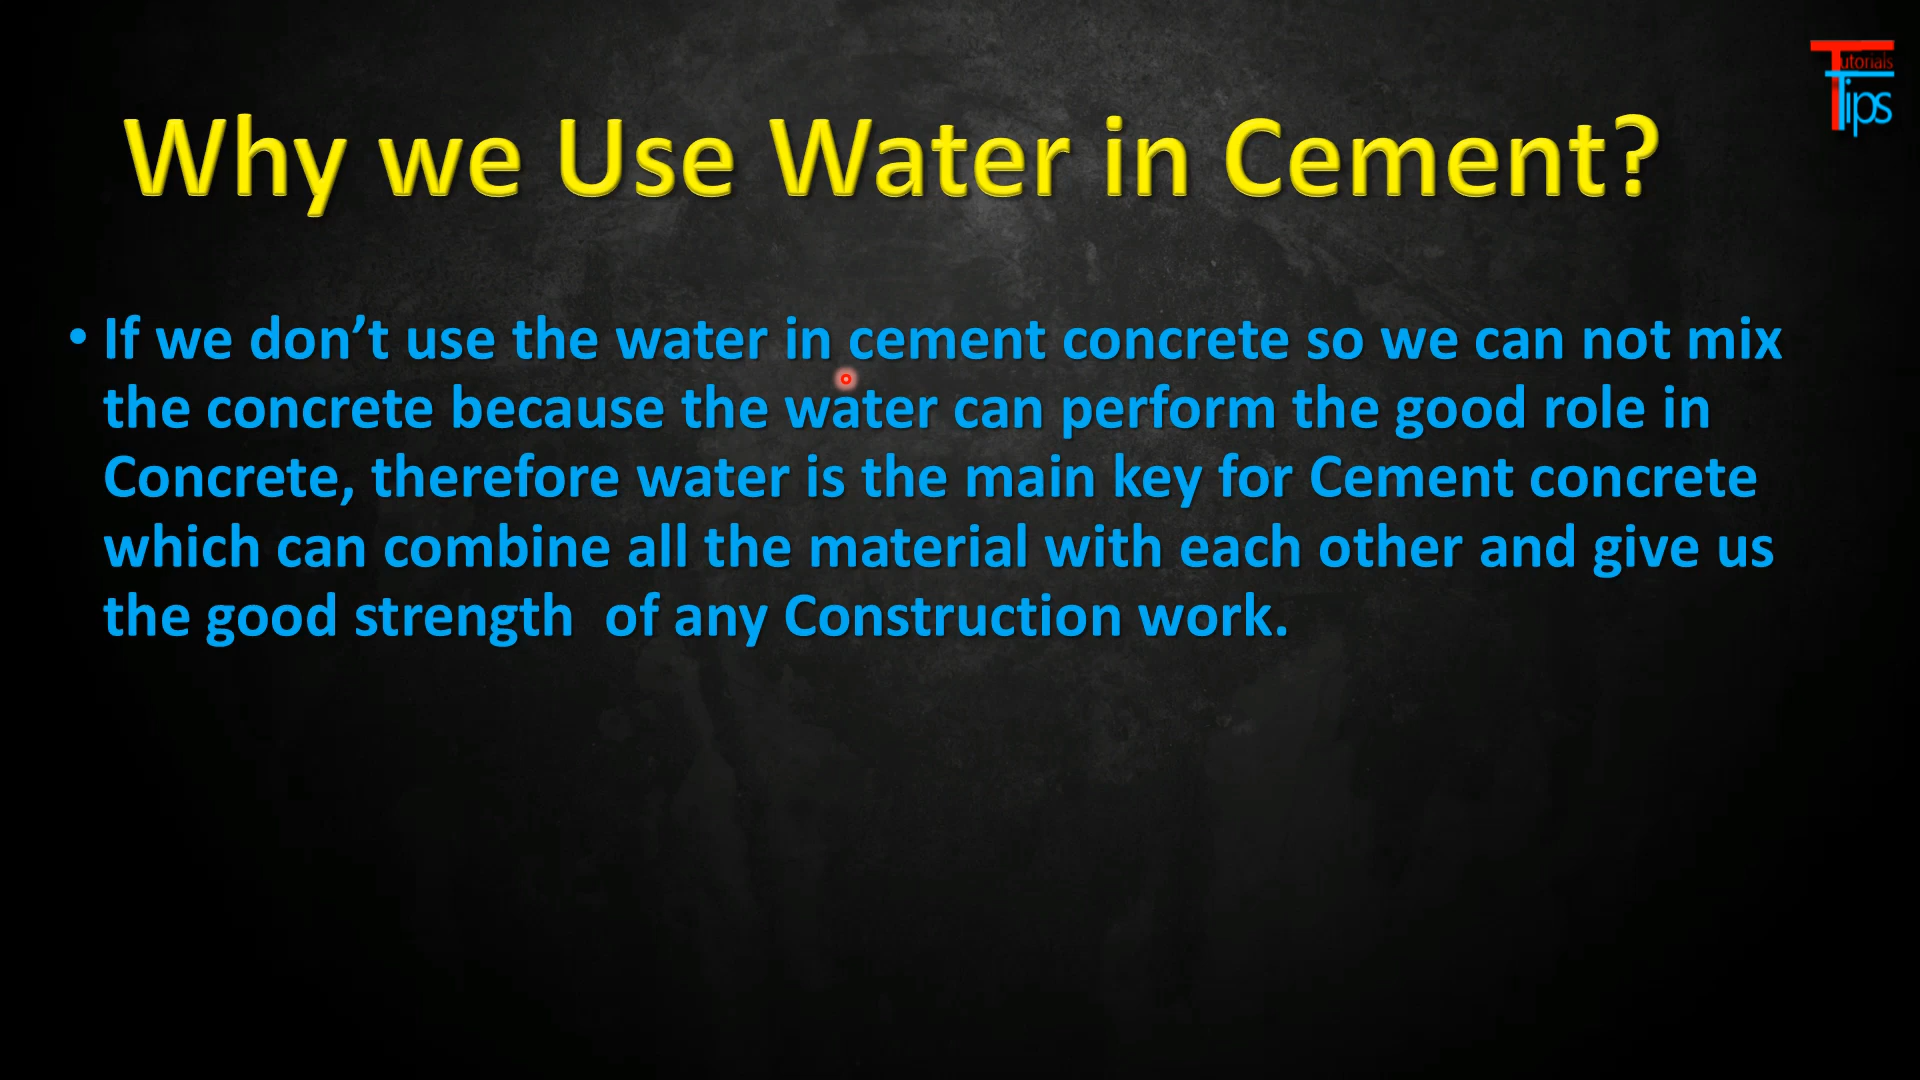 Tutorials
Tips
Why we Use Water in Cement?
• If we don’t use the water in cement concrete so we can not mix
the concrete because the water can perform the good role in
Concrete, therefore water is the main key for Cement concrete
which can combine all the material with each other and give us
the good strength  of any Construction work.